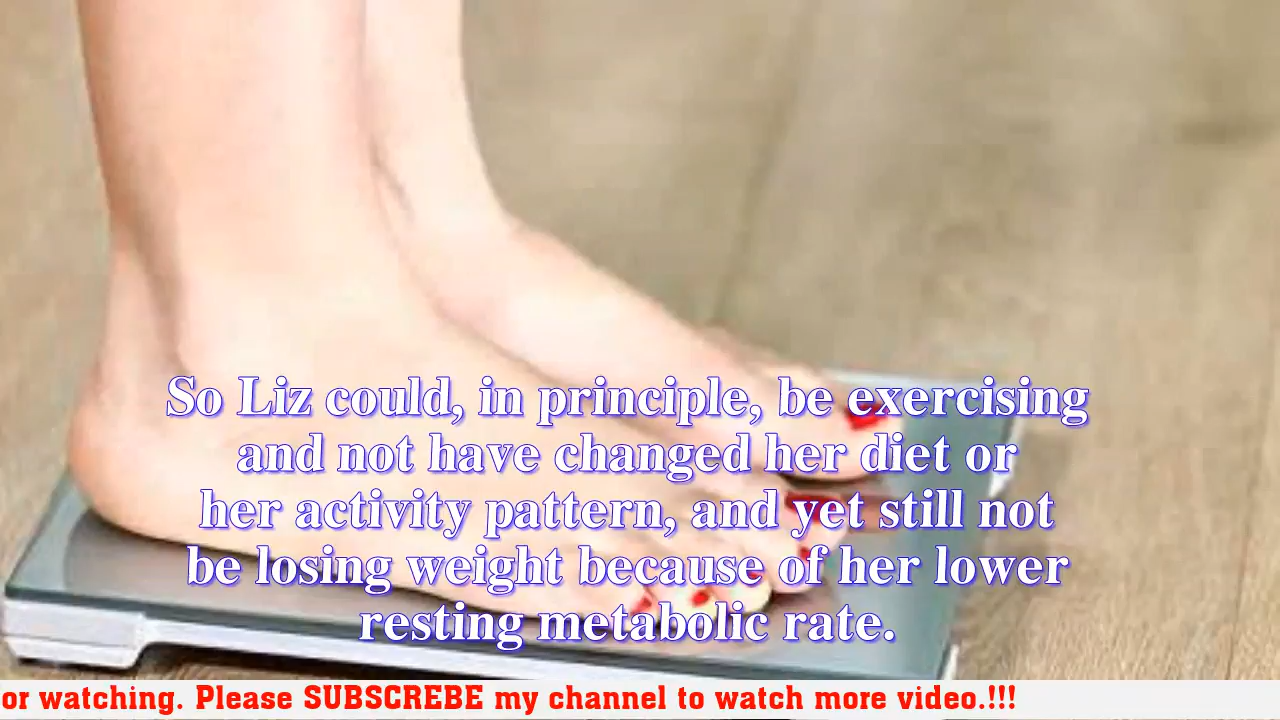 So Liz could, in principle, be exercising
and not have changed her diet or
her activity pattern, and yet still not
be losing weight because of her lower
resting metabolic rate.
or watching. Please SUBSCREBE my channel to watch more video.!!!